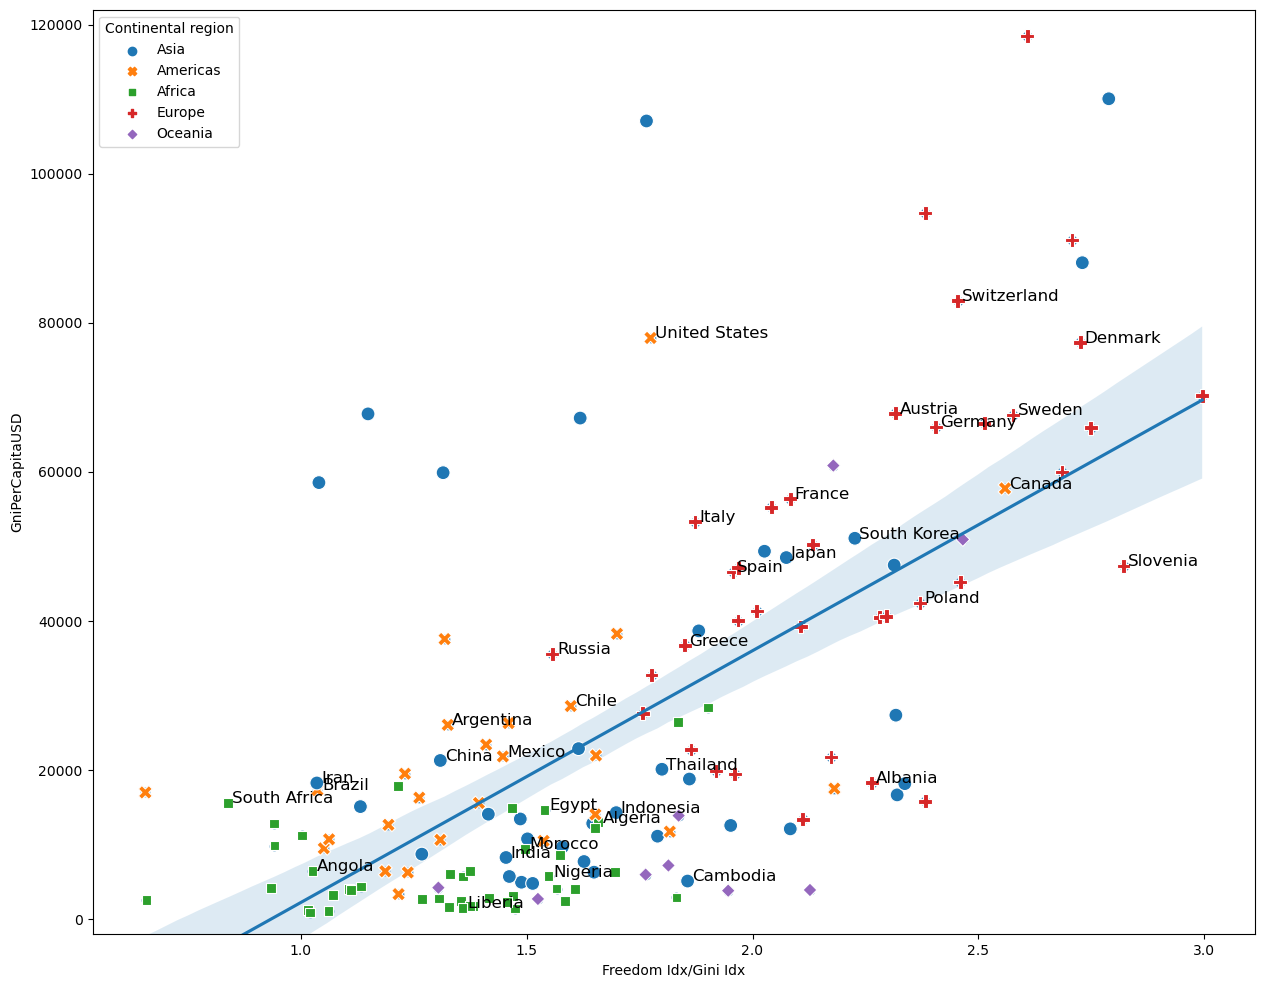 120000
100000
80000
60000
40000
20000
0
GniPerCapitaUSD
Continental region
Asia
Americas
Africa
Europe
Oceania
Switzerland
United States
Denmark
Austria
Sweden
Germany
Canada
France
Italy
South Korea
Japan
Spain
Slovenia
Poland
Greece
Russia
Chile
Argentina
Mexico
China
Thailand
Iran
Brazil
Albania
South Africa
Egypt
Indonesia
Algeria
Morocco
India
Angola
Nigeria
Cambodia
Liberia
1.0
1.5
2.0
2.5
3.0
Freedom Idx/Gini Idx